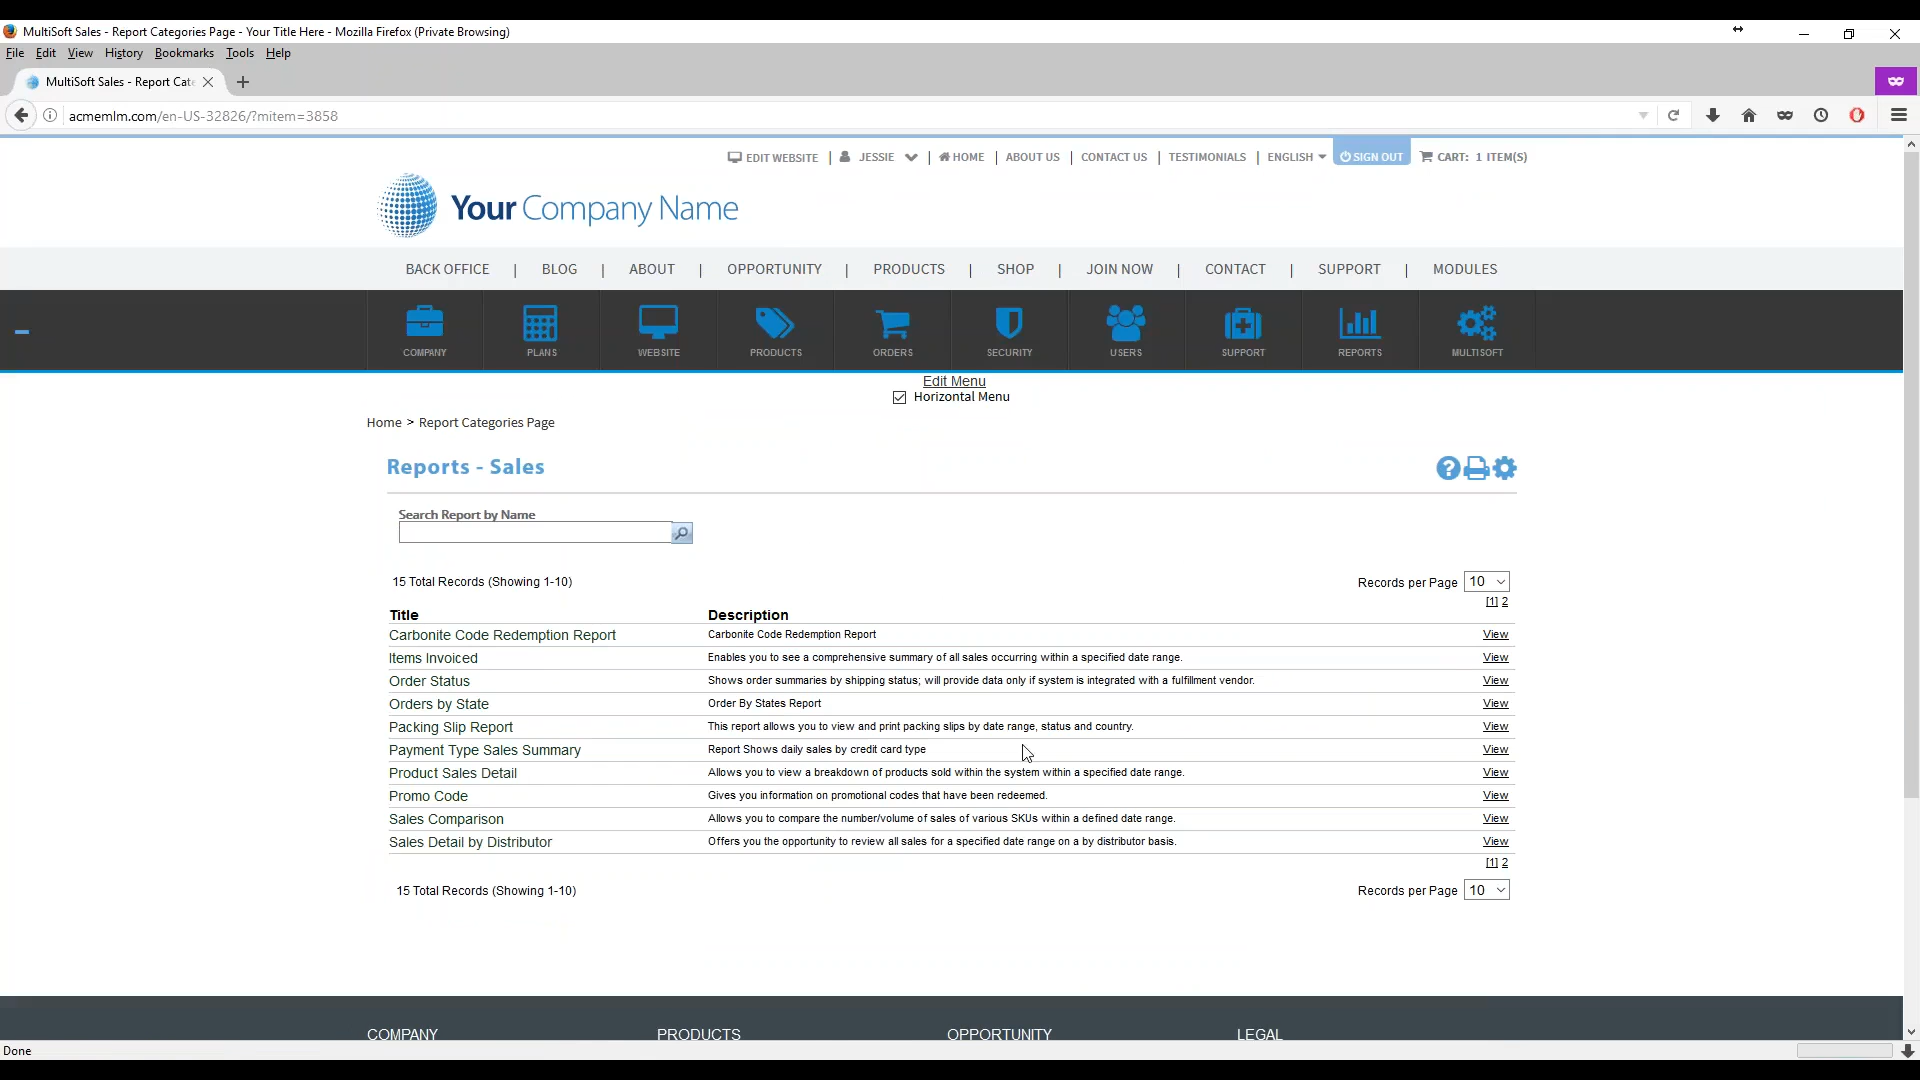 MultiSoft Sales - Report Categories Page - Your Title Here - Mozilla Firefox (Private Browsing)
File Edit View History Bookmarks Tools Help
MultiSoft Sales - Report Cate
acmemlm.com/en-US-32826/?mitem=3858
EDIT WEBSITE | JESSIE | HOME | ABOUT US | CONTACT US | TESTIMONIALS | ENGLISH SIGN OUT CART: 1 ITEM(S)
Your Company Name
BACK OFFICE | BLOG | ABOUT | OPPORTUNITY | PRODUCTS | SHOP | JOIN NOW | CONTACT | SUPPORT | MODULES
COMPANY PLANS WEBSITE PRODUCTS ORDERS SECURITY USERS SUPPORT REPORTS MULTISOFT
Edit Menu
Horizontal Menu
Home > Report Categories Page
Reports - Sales
Search Report by Name
15 Total Records (Showing 1-10) Records per Page 10
[1] 2
Title Description
Carbonite Code Redemption Report Carbonite Code Redemption Report View
Items Invoiced Enables you to see a comprehensive summary of all sales occurring within a specified date range. View
Order Status Shows order summaries by shipping status; will provide data only if system is integrated with a fulfillment vendor. View
Orders by State Order By States Report View
Packing Slip Report This report allows you to view and print packing slips by date range, status and country. View
Payment Type Sales Summary Report Shows daily sales by credit card type View
Product Sales Detail Allows you to view a breakdown of products sold within the system within a specified date range. View
Promo Code Gives you information on promotional codes that have been redeemed. View
Sales Comparison Allows you to compare the number/volume of sales of various SKUs within a defined date range. View
Sales Detail by Distributor Offers you the opportunity to review all sales for a specified date range on a by distributor basis. View
[1] 2
15 Total Records (Showing 1-10) Records per Page 10
COMPANY PRODUCTS OPPORTUNITY LEGAL
Done